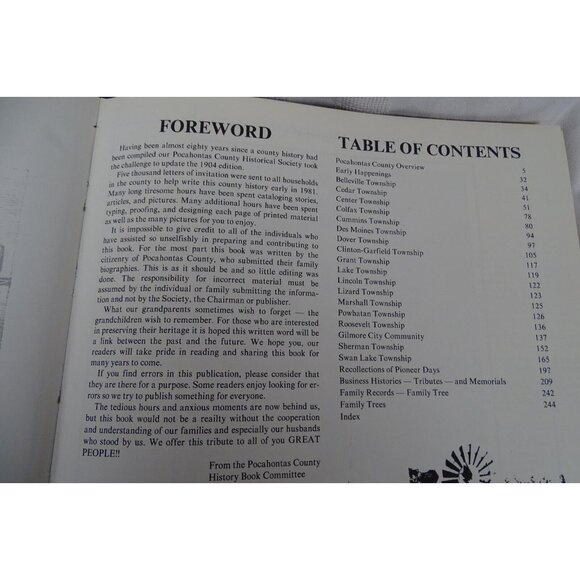 FOREWORD
Having been almost eighty years since a county history had
been compiled our Pocahontas County Historical Society took
the challenge to update the 1904 edition.
Five thousand letters of invitation were sent to all households
in the county to help write this county history early in 1981.
Many long tiresome hours have been spent cataloging stories,
articles, and pictures. Many additional hours have been spent
typing, proofing, and designing each page of printed material
as well as the many pictures for you to enjoy.
It is impossible to give credit to all of the individuals who
have assisted so unselfishly in preparing and contributing to
this book. For the most part this book was written by the
citizenry of Pocahontas County, who submitted their family
biographies. This is as it should be and so little editing was
done. The responsibility for incorrect material must be
assumed by the individual or family submitting the informa-
tion and not by the Society, the Chairman or publisher.
What our grandparents sometimes wish to forget — the
grandchildren wish to remember. For those who are interested
in preserving their heritage it is hoped this written word will be
a link between the past and the future. We hope you, our
readers will take pride in reading and sharing this book for
many years to come.
If you find errors in this publication, please consider that
they are there for a purpose. Some readers enjoy looking for er-
rors so we try to publish something for everyone.
The tedious hours and anxious moments are now behind us,
but this book would not be a reailty without the cooperation
and understanding of our families and especially our husbands
who stood by us. We offer this tribute to all of you GREAT
PEOPLE!!
From the Pocahontas County
History Book Committee
TABLE OF CONTENTS
Pocahontas County Overview 5
Early Happenings 32
Belleville Township 34
Cedar Township 41
Center Township 51
Colfax Township 78
Cummins Township 80
Des Moines Township 94
Dover Township 97
Clinton-Garfield Township 105
Grant Township 117
Lake Township 119
Lincoln Township 122
Lizard Township 123
Marshall Township 125
Powhatan Township 126
Roosevelt Township 136
Gilmore City Community 137
Sherman Township 152
Swan Lake Township 165
Recollections of Pioneer Days 197
Business Histories — Tributes — and Memorials 209
Family Records — Family Tree 242
Family Trees 244
Index